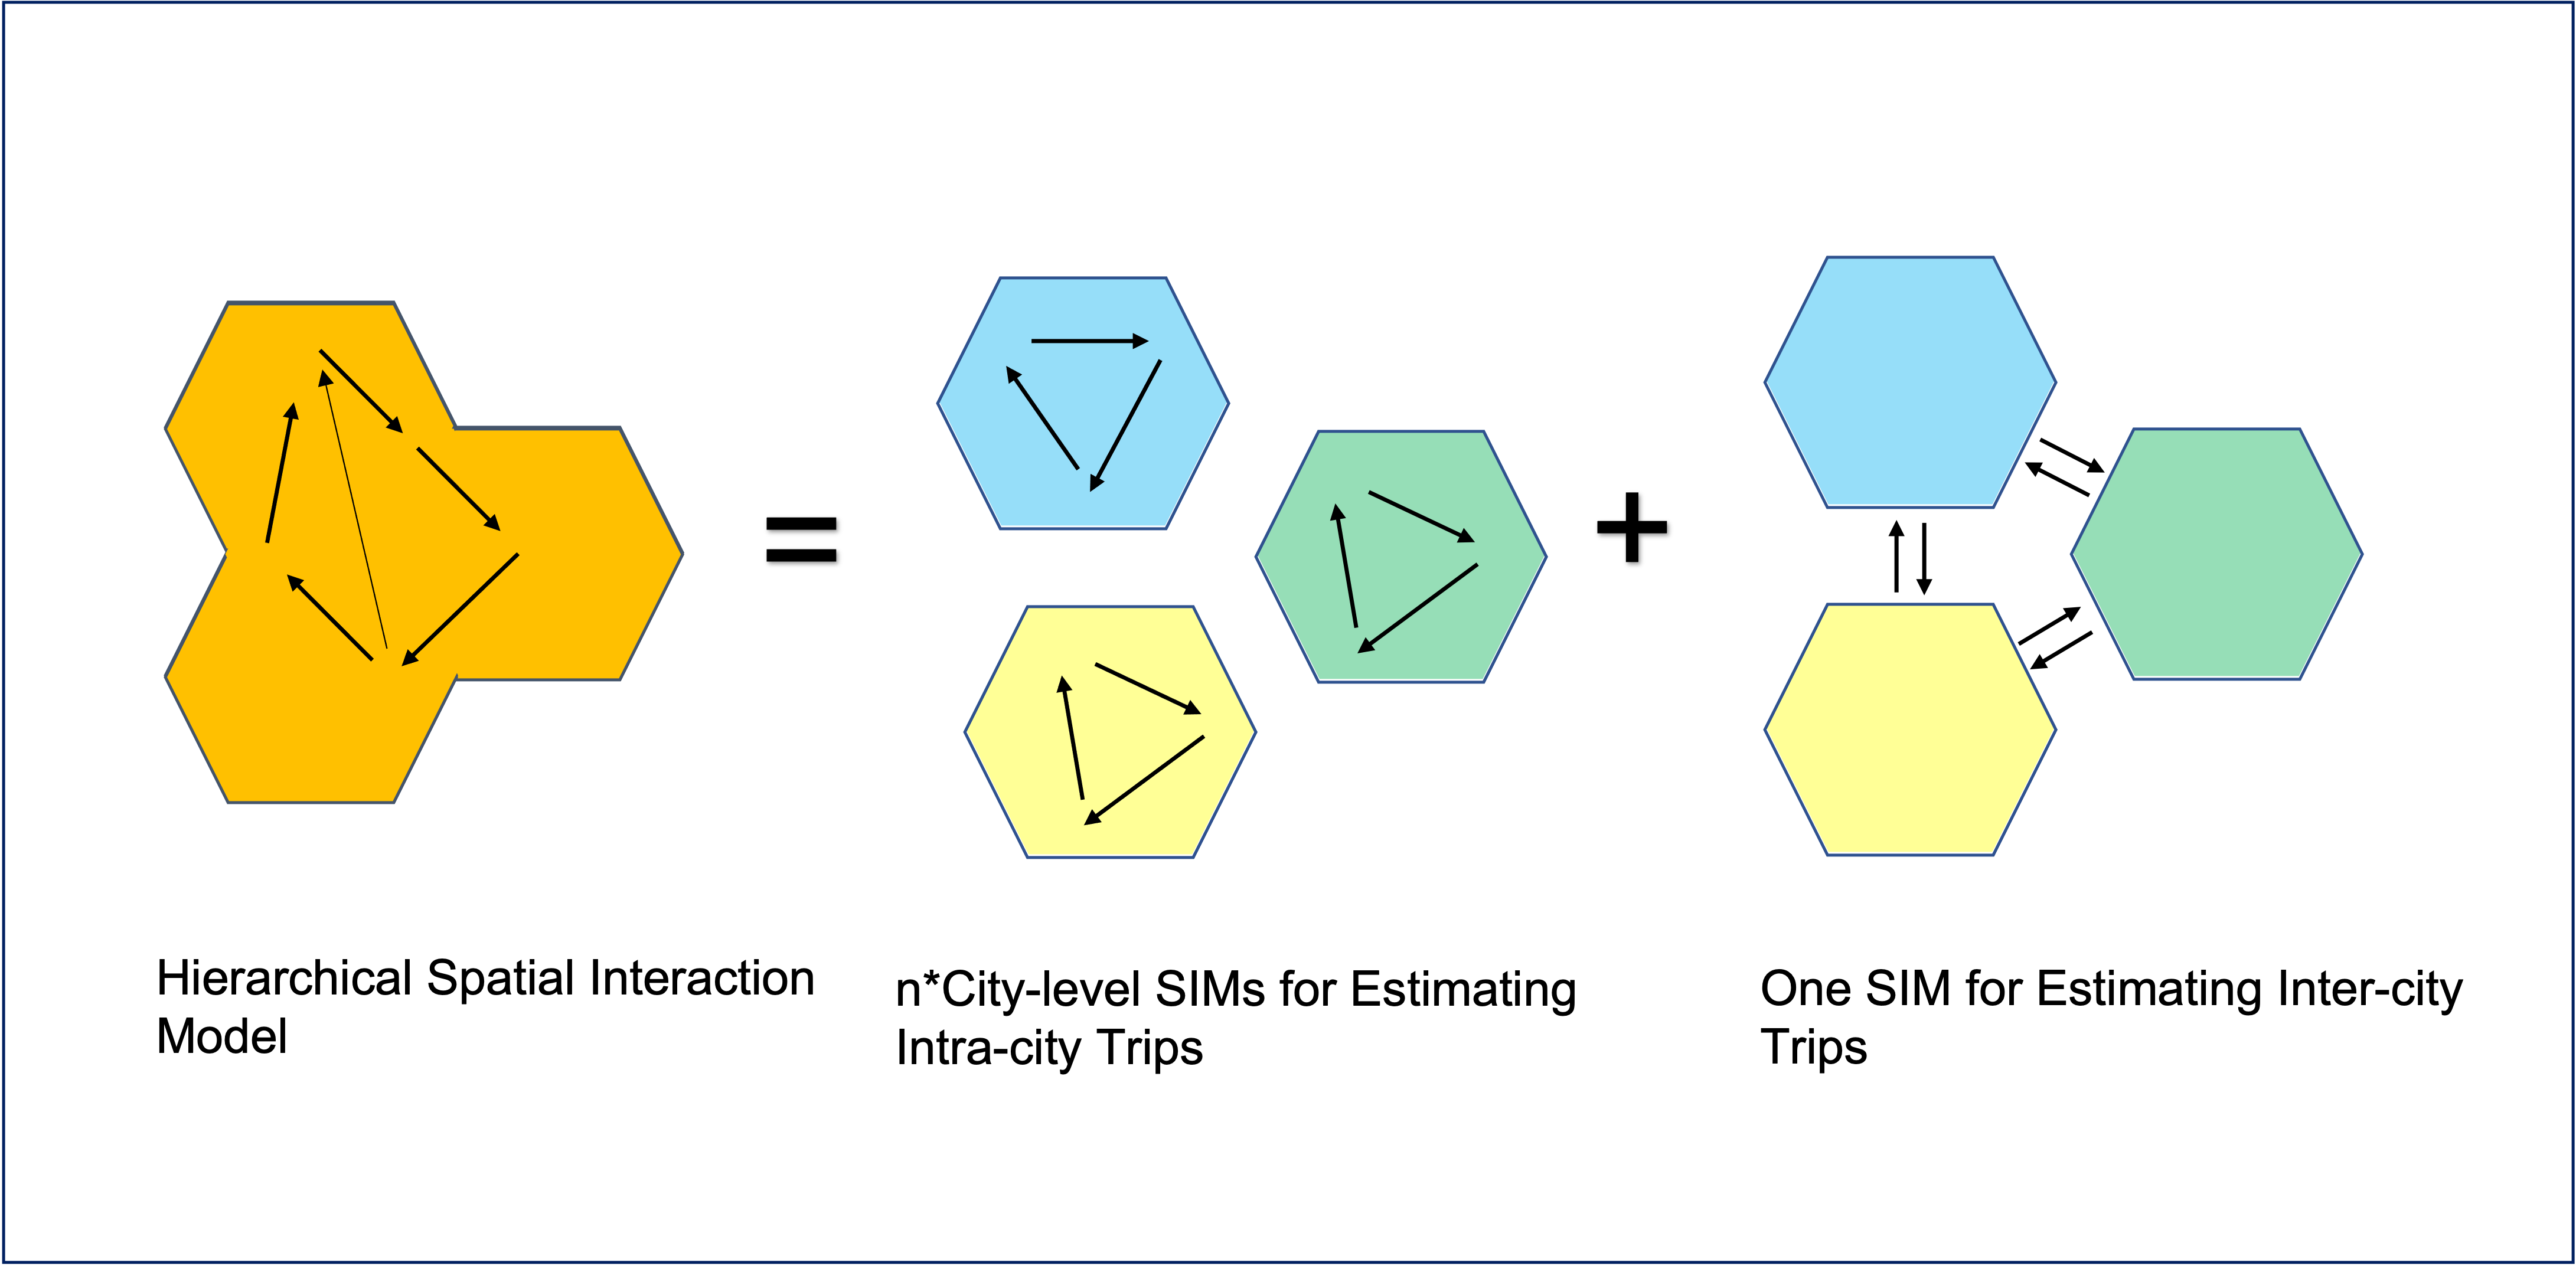 =
+
Hierarchical Spatial Interaction
Model
n*City-level SIMs for Estimating
Intra-city Trips
One SIM for Estimating Inter-city
Trips